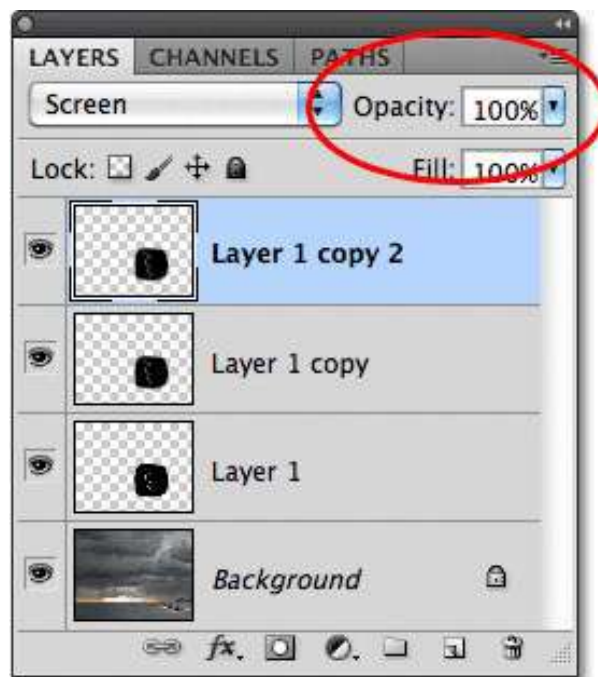 LAYERS CHANNELS PATHS
Screen Opacity: 100%
Lock: Fill: 100%
Layer 1 copy 2
Layer 1 copy
Layer 1
Background
fx.